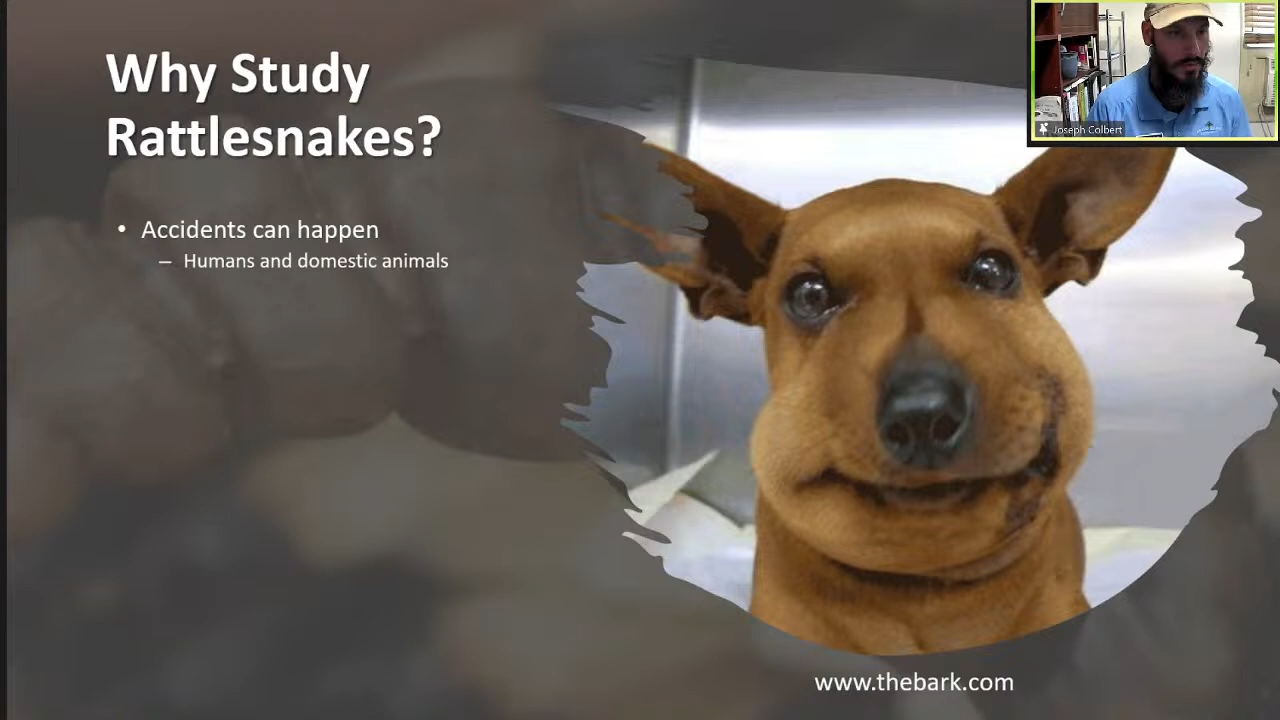 Why Study
Rattlesnakes?
• Accidents can happen
– Humans and domestic animals
www.thebark.com
Joseph Colbert